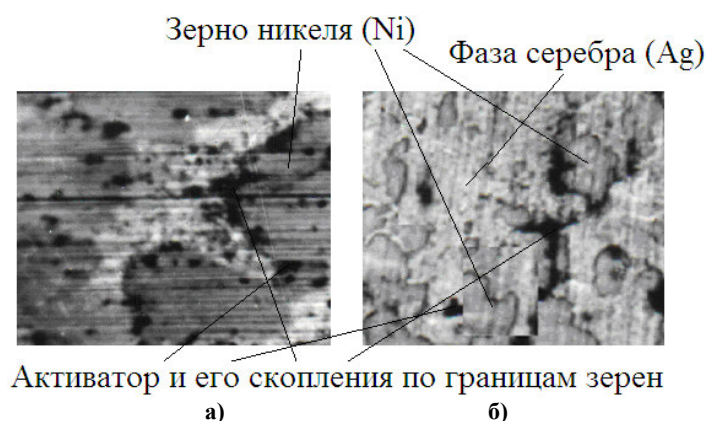 Зерно никеля (Ni)
Фаза серебра (Ag)
Активатор и его скопления по границам зерен
а)
б)